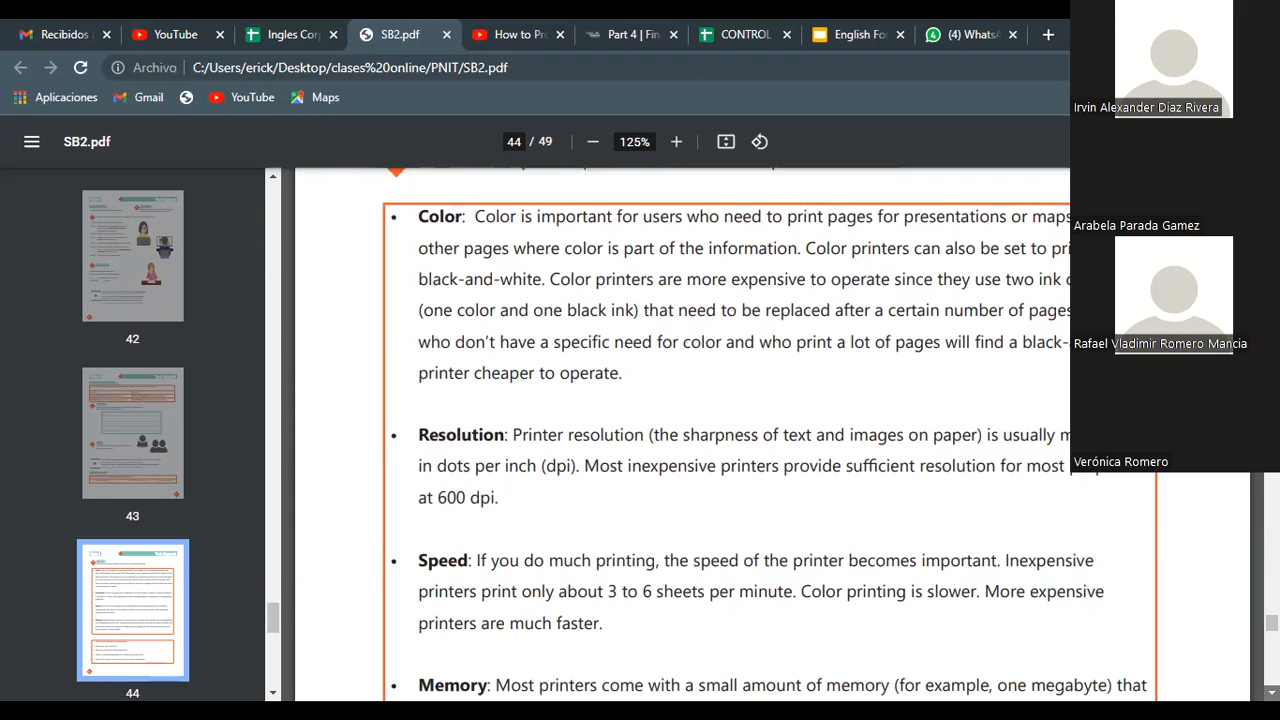 Recibidos
YouTube
Ingles Cor
SB2.pdf
How to Pr
Part 4 | Fin
CONTROL
English Fo
(4) Whats
Archivo
C:/Users/erick/Desktop/clases%20online/PNIT/SB2.pdf
Aplicaciones
Gmail
YouTube
Maps
SB2.pdf
44 / 49
125%
Irvin Alexander Diaz Rivera
Arabela Parada Gamez
Rafael Vladimir Romero Mancia
Verónica Romero
42
43
44
• Color: Color is important for users who need to print pages for presentations or maps
other pages where color is part of the information. Color printers can also be set to pri
black-and-white. Color printers are more expensive to operate since they use two ink
(one color and one black ink) that need to be replaced after a certain number of pages
who don't have a specific need for color and who print a lot of pages will find a black-
printer cheaper to operate.
• Resolution: Printer resolution (the sharpness of text and images on paper) is usually m
in dots per inch (dpi). Most inexpensive printers provide sufficient resolution for most
at 600 dpi.
• Speed: If you do much printing, the speed of the printer becomes important. Inexpensive
printers print only about 3 to 6 sheets per minute. Color printing is slower. More expensive
printers are much faster.
• Memory: Most printers come with a small amount of memory (for example, one megabyte) that